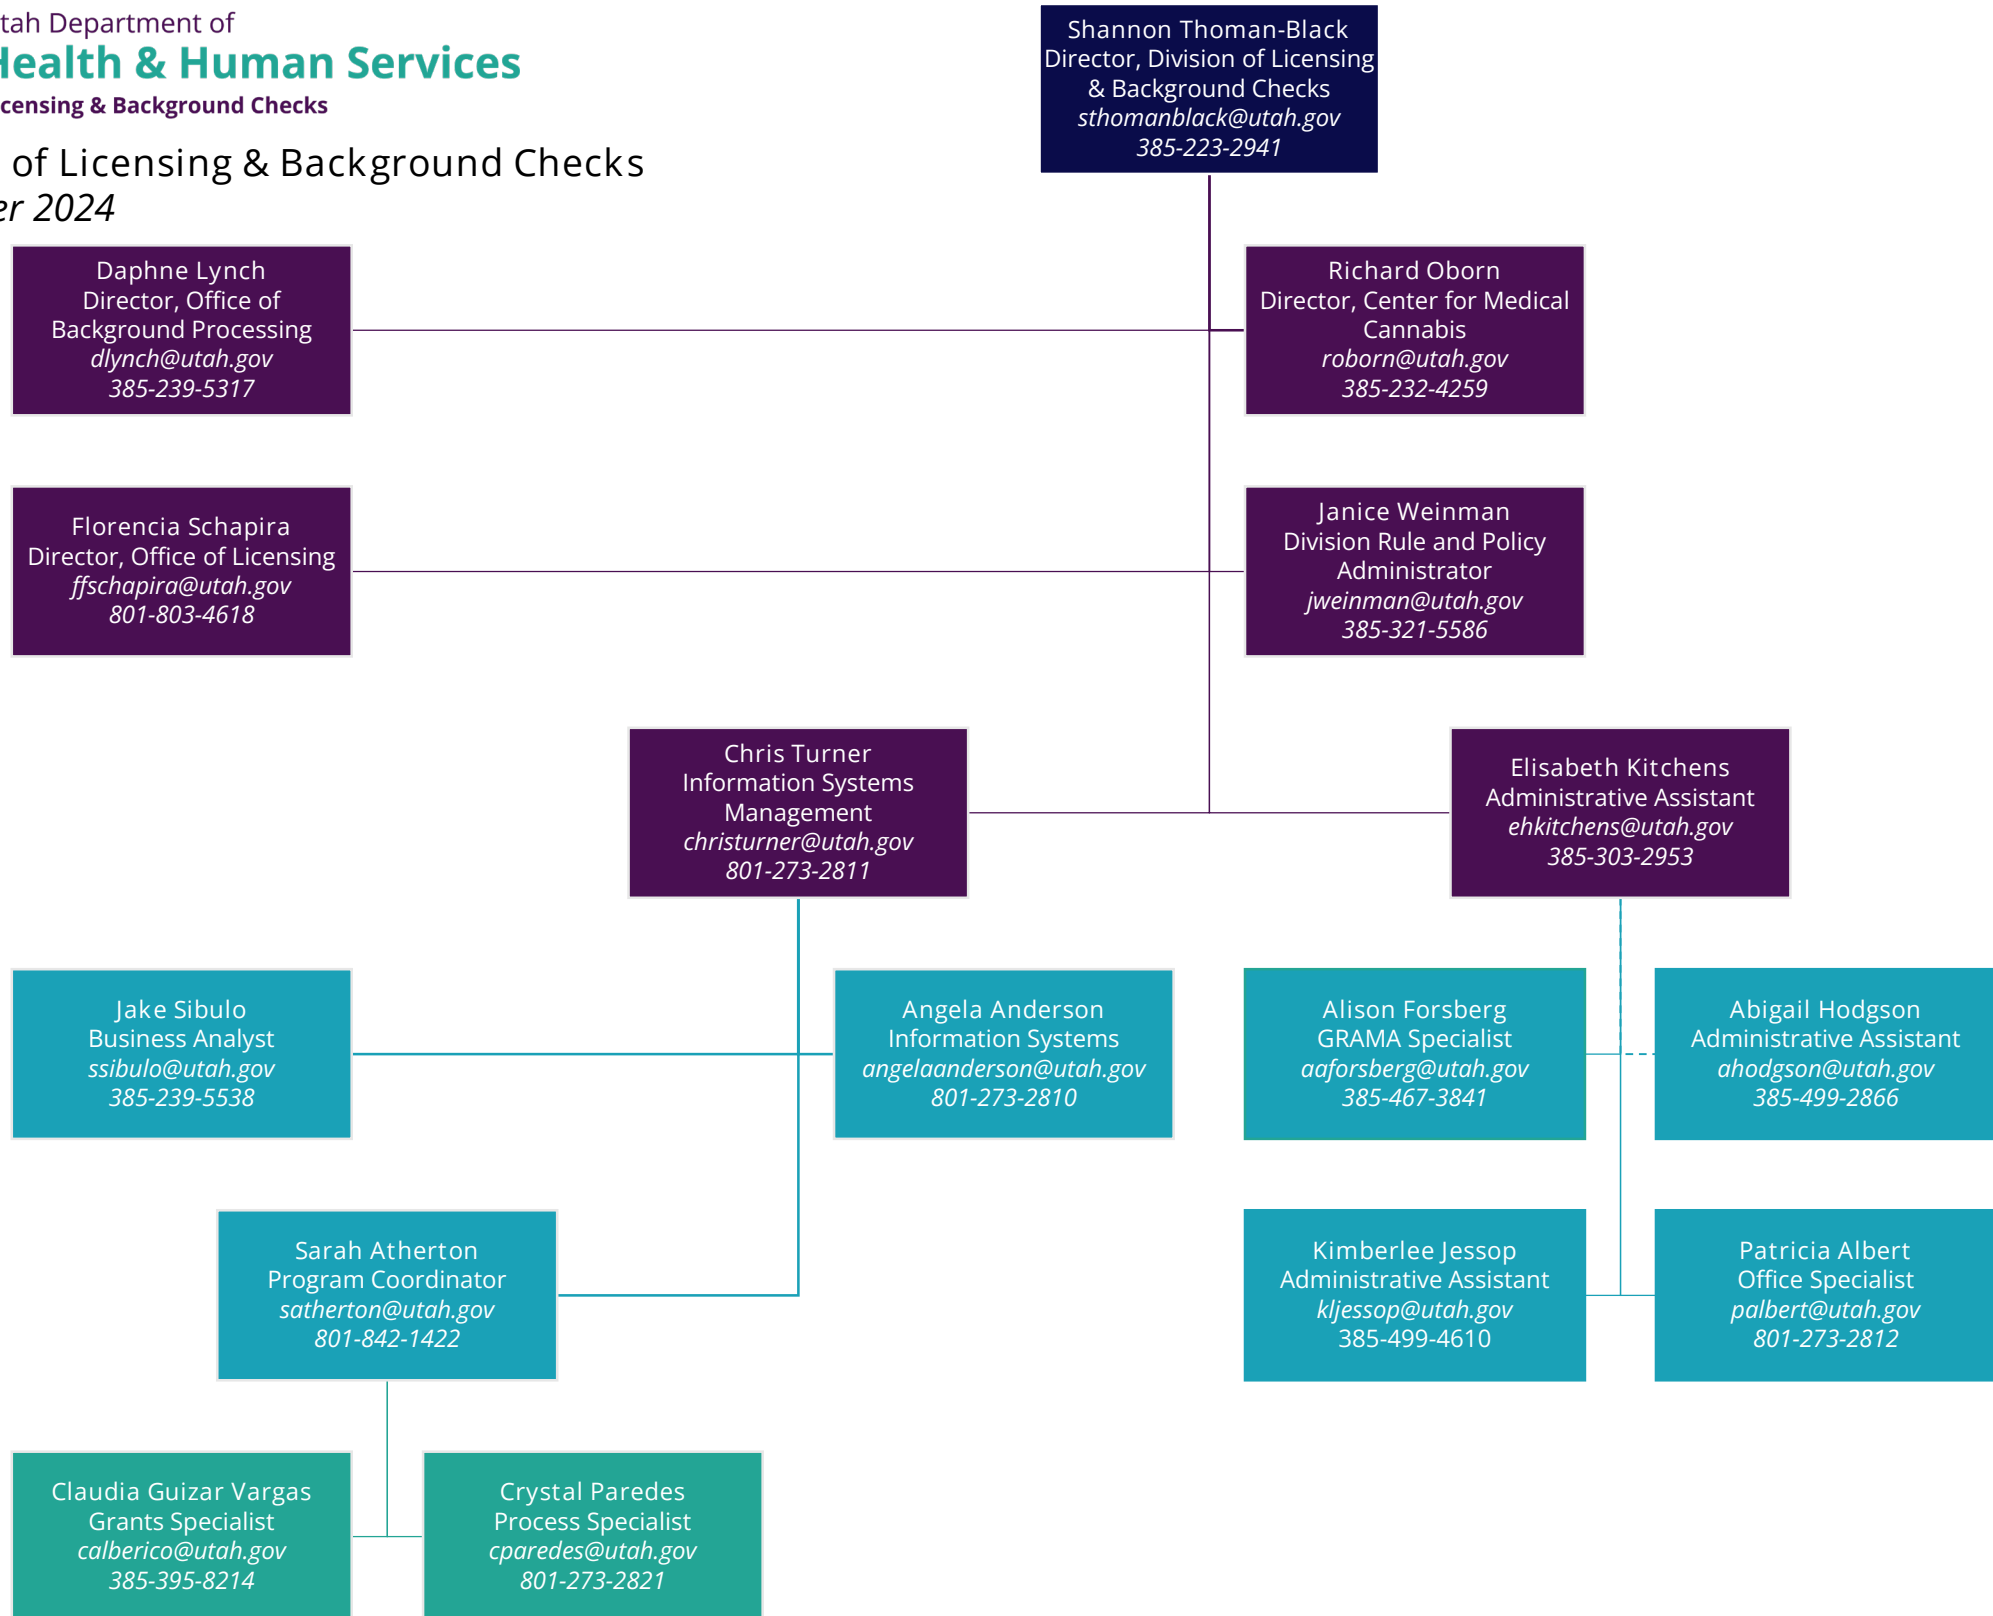 tah Department of
Health & Human Services
censing & Background Checks
of Licensing & Background Checks
er 2024
Shannon Thoman-Black
Director, Division of Licensing
& Background Checks
sthomanblack@utah.gov
385-223-2941
Daphne Lynch
Director, Office of
Background Processing
dlynch@utah.gov
385-239-5317
Richard Oborn
Director, Center for Medical
Cannabis
roborn@utah.gov
385-232-4259
Florencia Schapira
Director, Office of Licensing
ffschapira@utah.gov
801-803-4618
Janice Weinman
Division Rule and Policy
Administrator
jweinman@utah.gov
385-321-5586
Chris Turner
Information Systems
Management
christurner@utah.gov
801-273-2811
Elisabeth Kitchens
Administrative Assistant
ehkitchens@utah.gov
385-303-2953
Jake Sibulo
Business Analyst
ssibulo@utah.gov
385-239-5538
Angela Anderson
Information Systems
angelaanderson@utah.gov
801-273-2810
Alison Forsberg
GRAMA Specialist
aaforsberg@utah.gov
385-467-3841
Abigail Hodgson
Administrative Assistant
ahodgson@utah.gov
385-499-2866
Sarah Atherton
Program Coordinator
satherton@utah.gov
801-842-1422
Kimberlee Jessop
Administrative Assistant
kljessop@utah.gov
385-499-4610
Patricia Albert
Office Specialist
palbert@utah.gov
801-273-2812
Claudia Guizar Vargas
Grants Specialist
calberico@utah.gov
385-395-8214
Crystal Paredes
Process Specialist
cparedes@utah.gov
801-273-2821